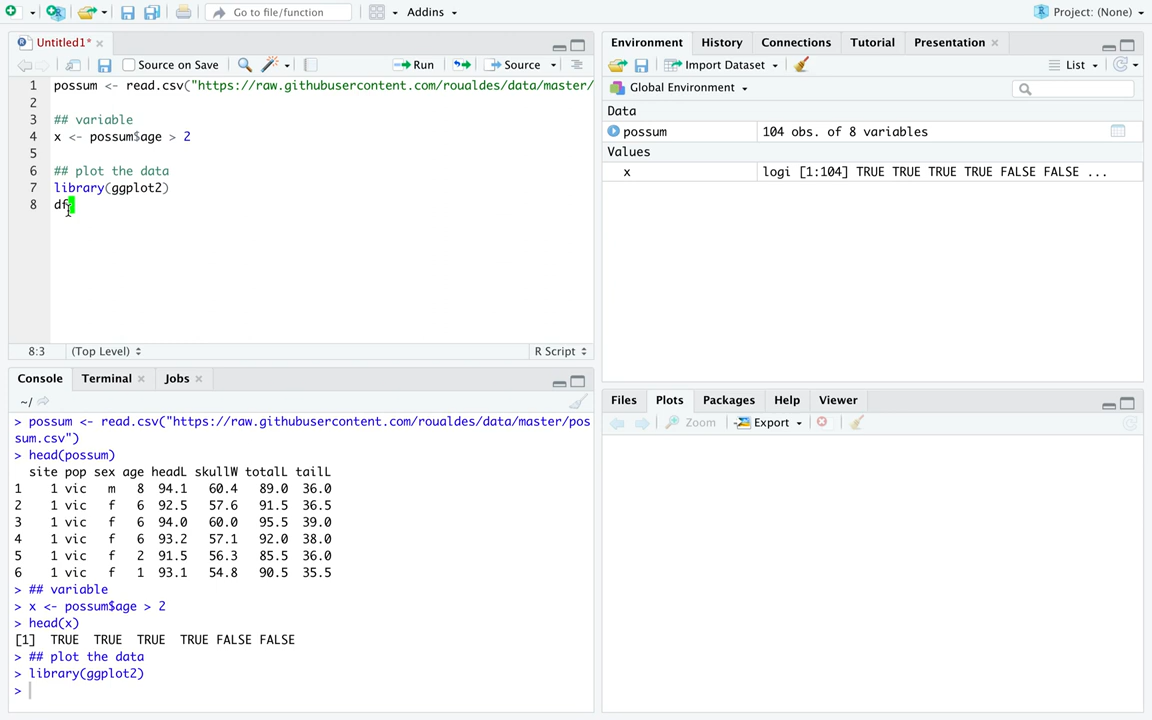 Go to file/function
Addins
Project: (None)
Untitled1*
Source on Save
Run
Source
1 possum <- read.csv("https://raw.githubusercontent.com/roualdes/data/master/
2
3 ## variable
4 x <- possum$age > 2
5
6 ## plot the data
7 library(ggplot2)
8 df
8:3 (Top Level) R Script
Console Terminal Jobs
~/
> possum <- read.csv("https://raw.githubusercontent.com/roualdes/data/master/pos
sum.csv")
> head(possum)
site pop sex age headL skullW totalL tailL
1 1 vic m 8 94.1 60.4 89.0 36.0
2 1 vic f 6 92.5 57.6 91.5 36.5
3 1 vic f 6 94.0 60.0 95.5 39.0
4 1 vic f 6 93.2 57.1 92.0 38.0
5 1 vic f 2 91.5 56.3 85.5 36.0
6 1 vic f 1 93.1 54.8 90.5 35.5
> ## variable
> x <- possum$age > 2
> head(x)
[1] TRUE TRUE TRUE TRUE FALSE FALSE
> ## plot the data
> library(ggplot2)
>
Environment History Connections Tutorial Presentation
Import Dataset List
Global Environment
Data
possum 104 obs. of 8 variables
Values
x logi [1:104] TRUE TRUE TRUE TRUE FALSE FALSE ...
Files Plots Packages Help Viewer
Zoom Export